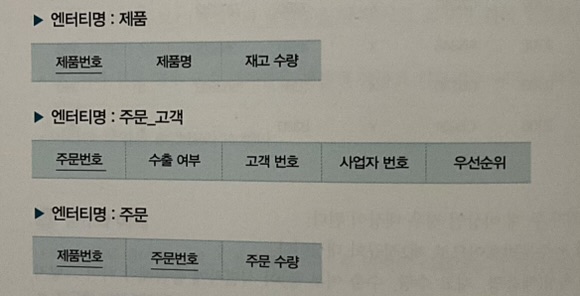 ▶ 엔터티명 : 제품
제품번호 제품명 재고 수량
▶ 엔터티명 : 주문_고객
주문번호 수출 여부 고객 번호 사업자 번호 우선순위
▶ 엔터티명 : 주문
제품번호 주문번호 주문 수량